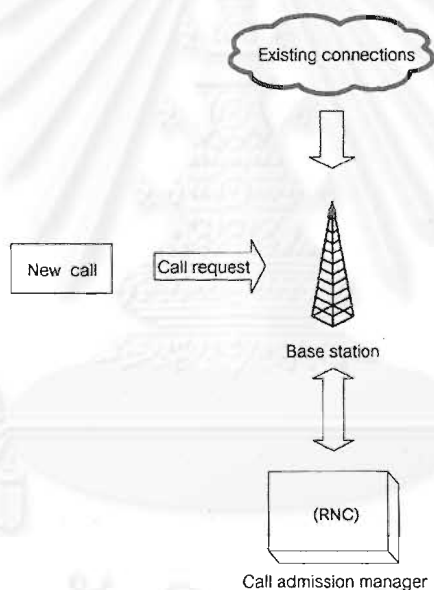 Existing connections
New call
Call request
Base station
(RNC)
Call admission manager